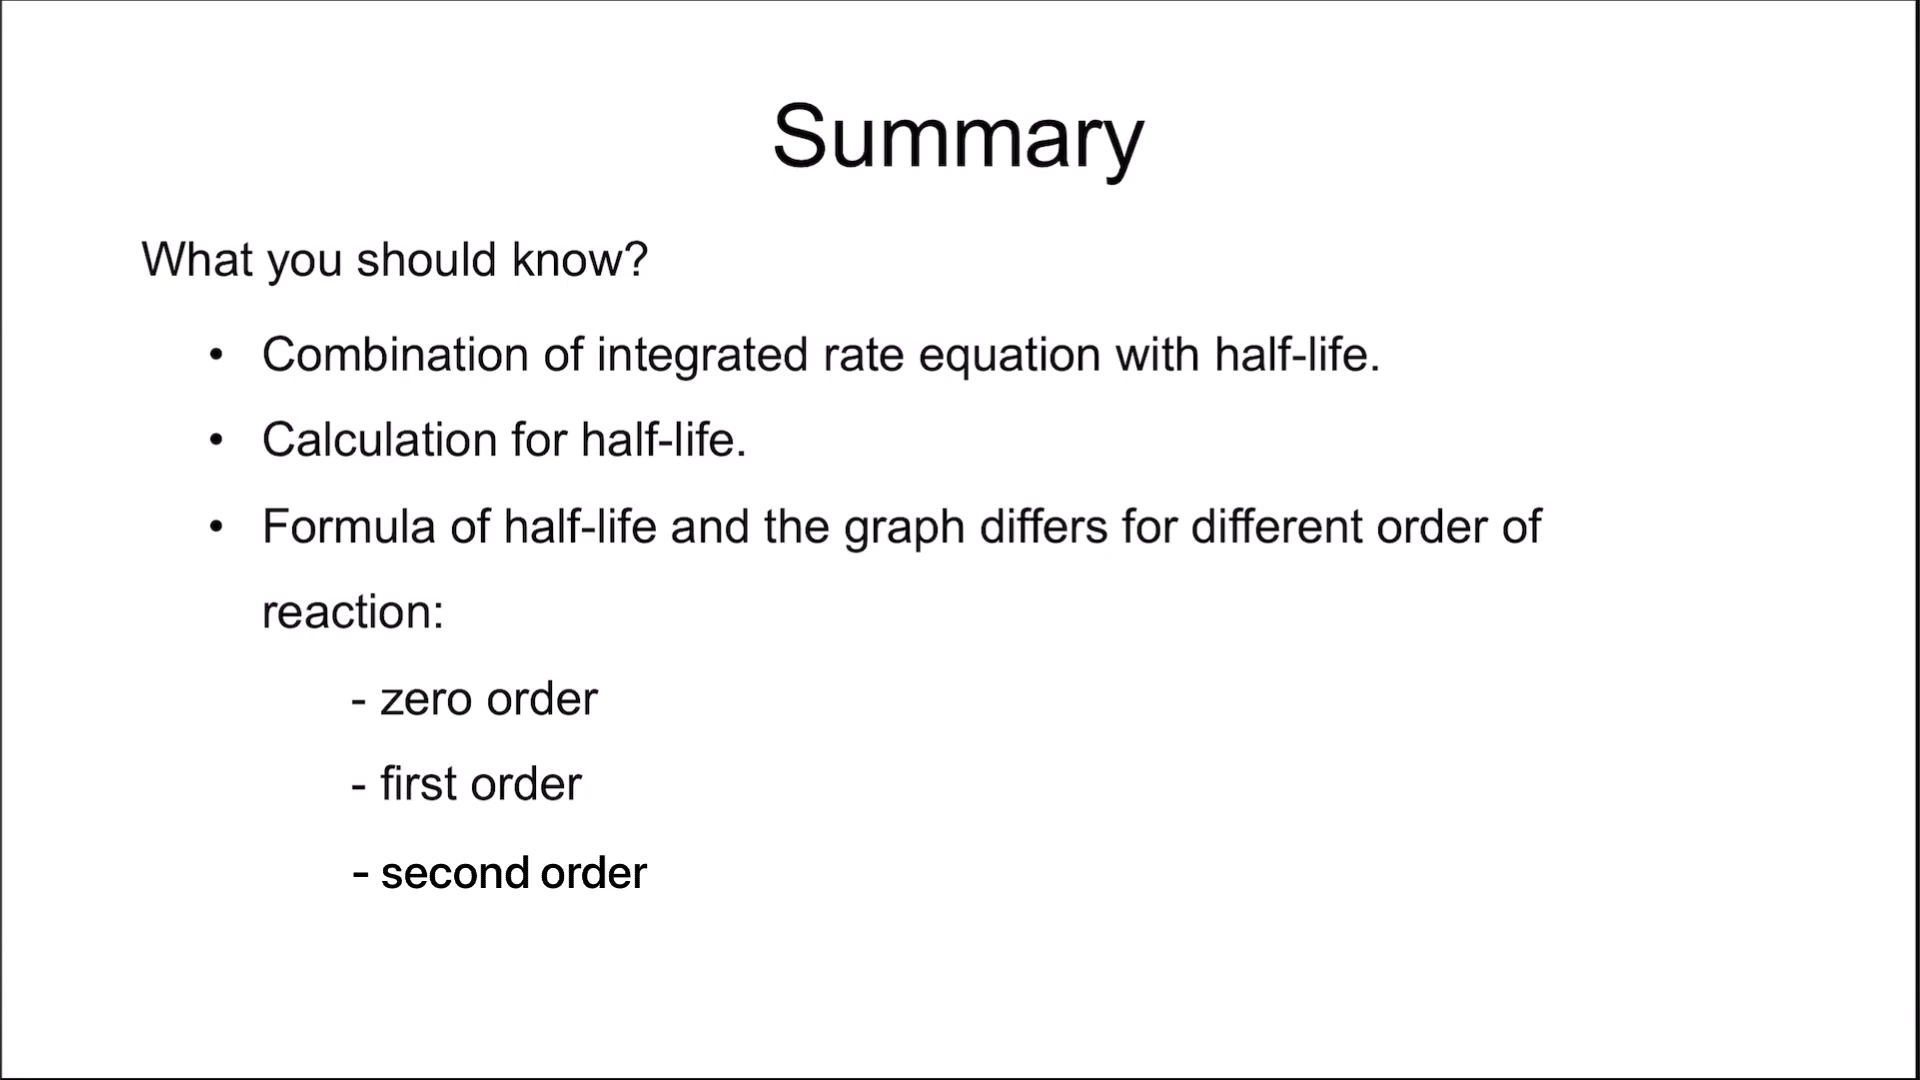 Summary
What you should know?
• Combination of integrated rate equation with half-life.
• Calculation for half-life.
• Formula of half-life and the graph differs for different order of
reaction:
- zero order
- first order
- second order